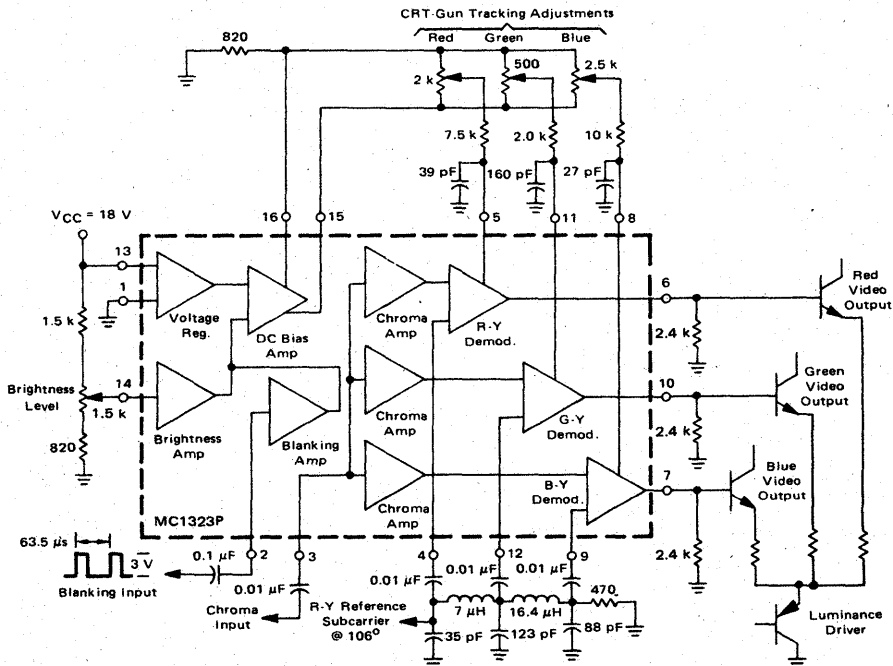 CRT-Gun Tracking Adjustments
Red Green Blue
820
2 k
500
2.5 k
7.5 k
2.0 k
10 k
39 pF
160 pF
27 pF
VCC = 18 V
16
15
5
11
8
13
1
1.5 k
Voltage
Reg.
DC Bias
Amp
Chroma
Amp
R-Y
Demod.
6
Red
Video
Output
2.4 k
Brightness
Level
14
1.5 k
820
Brightness
Amp
Blanking
Amp
Chroma
Amp
G-Y
Demod.
10
2.4 k
Green
Video
Output
Chroma
Amp
B-Y
Demod.
7
Blue
Video
Output
2.4 k
MC1323P
63.5 µs
3 V
Blanking Input
0.1 µF
2
3
4
12
9
0.01 µF
Chroma
Input
0.01 µF
0.01 µF
0.01 µF
R-Y Reference
Subcarrier
@ 106°
7 µH
16.4 µH
470
35 pF
123 pF
88 pF
Luminance
Driver